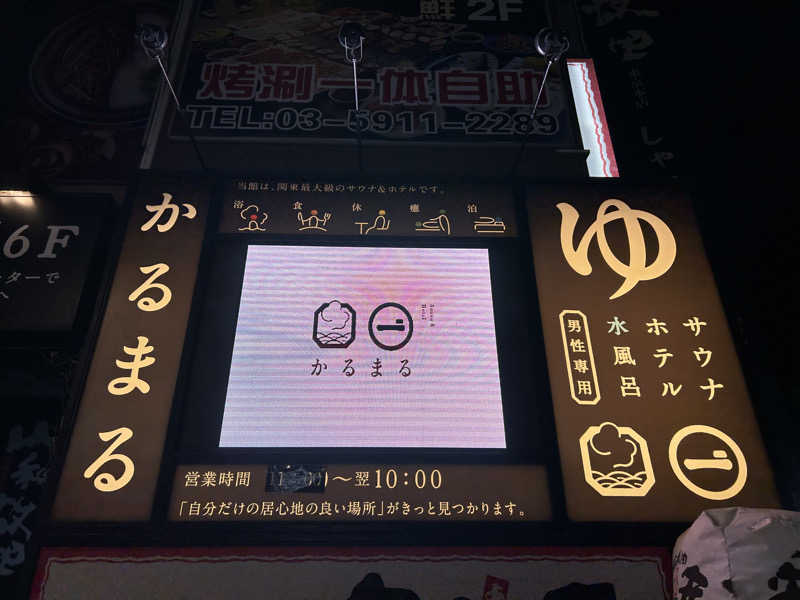 鮮 2F
烤涮一体自助
TEL:03-5911-2289
当館は、関東最大級のサウナ&ホテルです。
浴 食 休 癒 泊
かるまる
かるまる
ゆ
サウナ
ホテル
水風呂
男性専用
営業時間
〜翌10:00
「自分だけの居心地の良い場所」がきっと見つかります。
6F